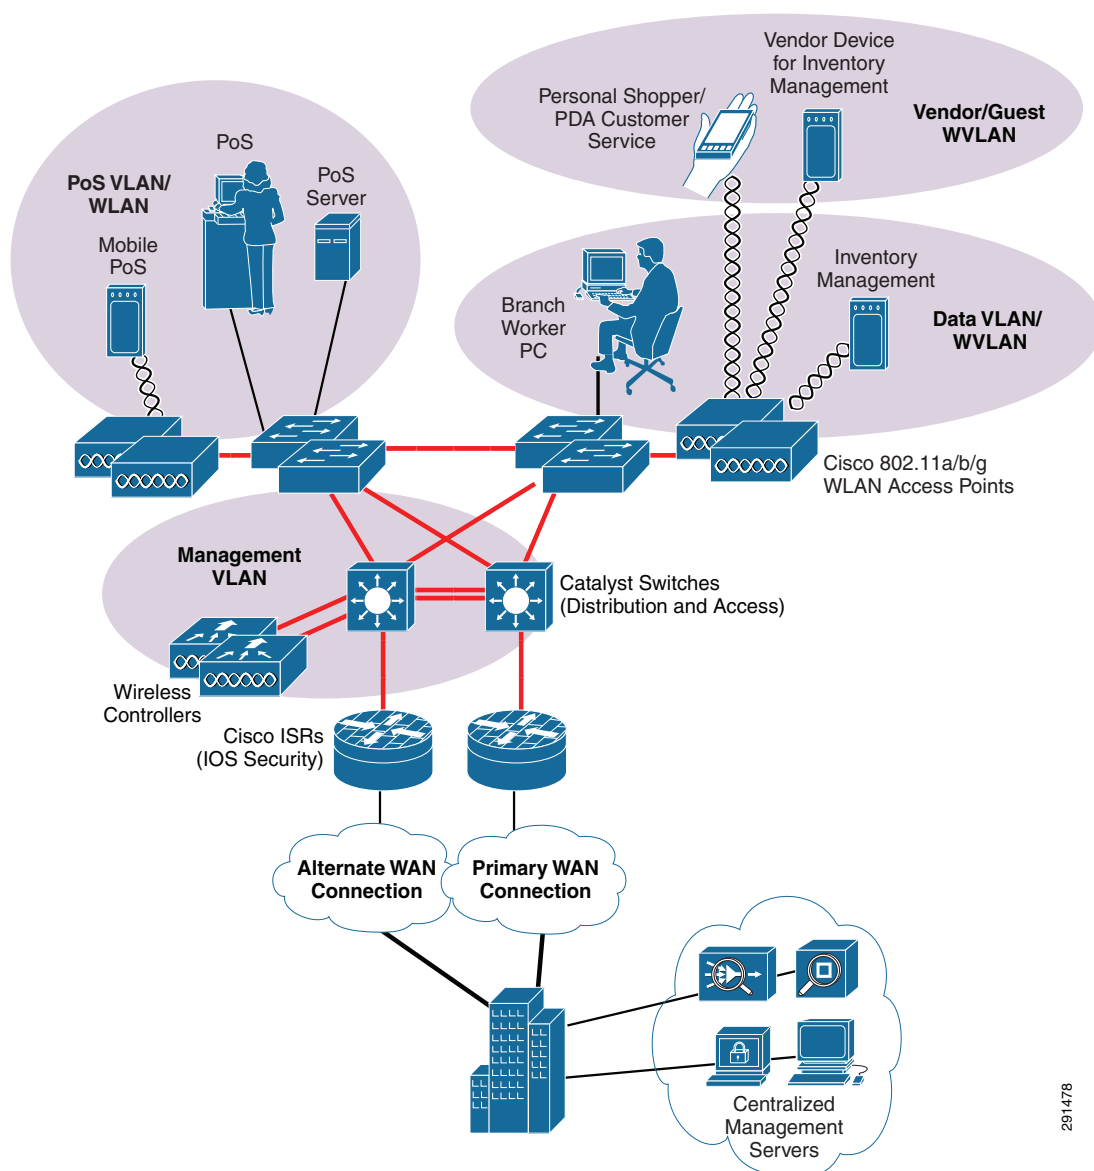 Vendor Device
for Inventory
Management
Personal Shopper/
PDA Customer
Service
Vendor/Guest
WVLAN
PoS
PoS VLAN/
WLAN
PoS
Server
Mobile
PoS
Inventory
Management
Branch
Worker
PC
Data VLAN/
WVLAN
Cisco 802.11a/b/g
WLAN Access Points
Management
VLAN
Catalyst Switches
(Distribution and Access)
Wireless
Controllers
Cisco ISRs
(IOS Security)
Alternate WAN
Connection
Primary WAN
Connection
Centralized
Management
Servers
291478